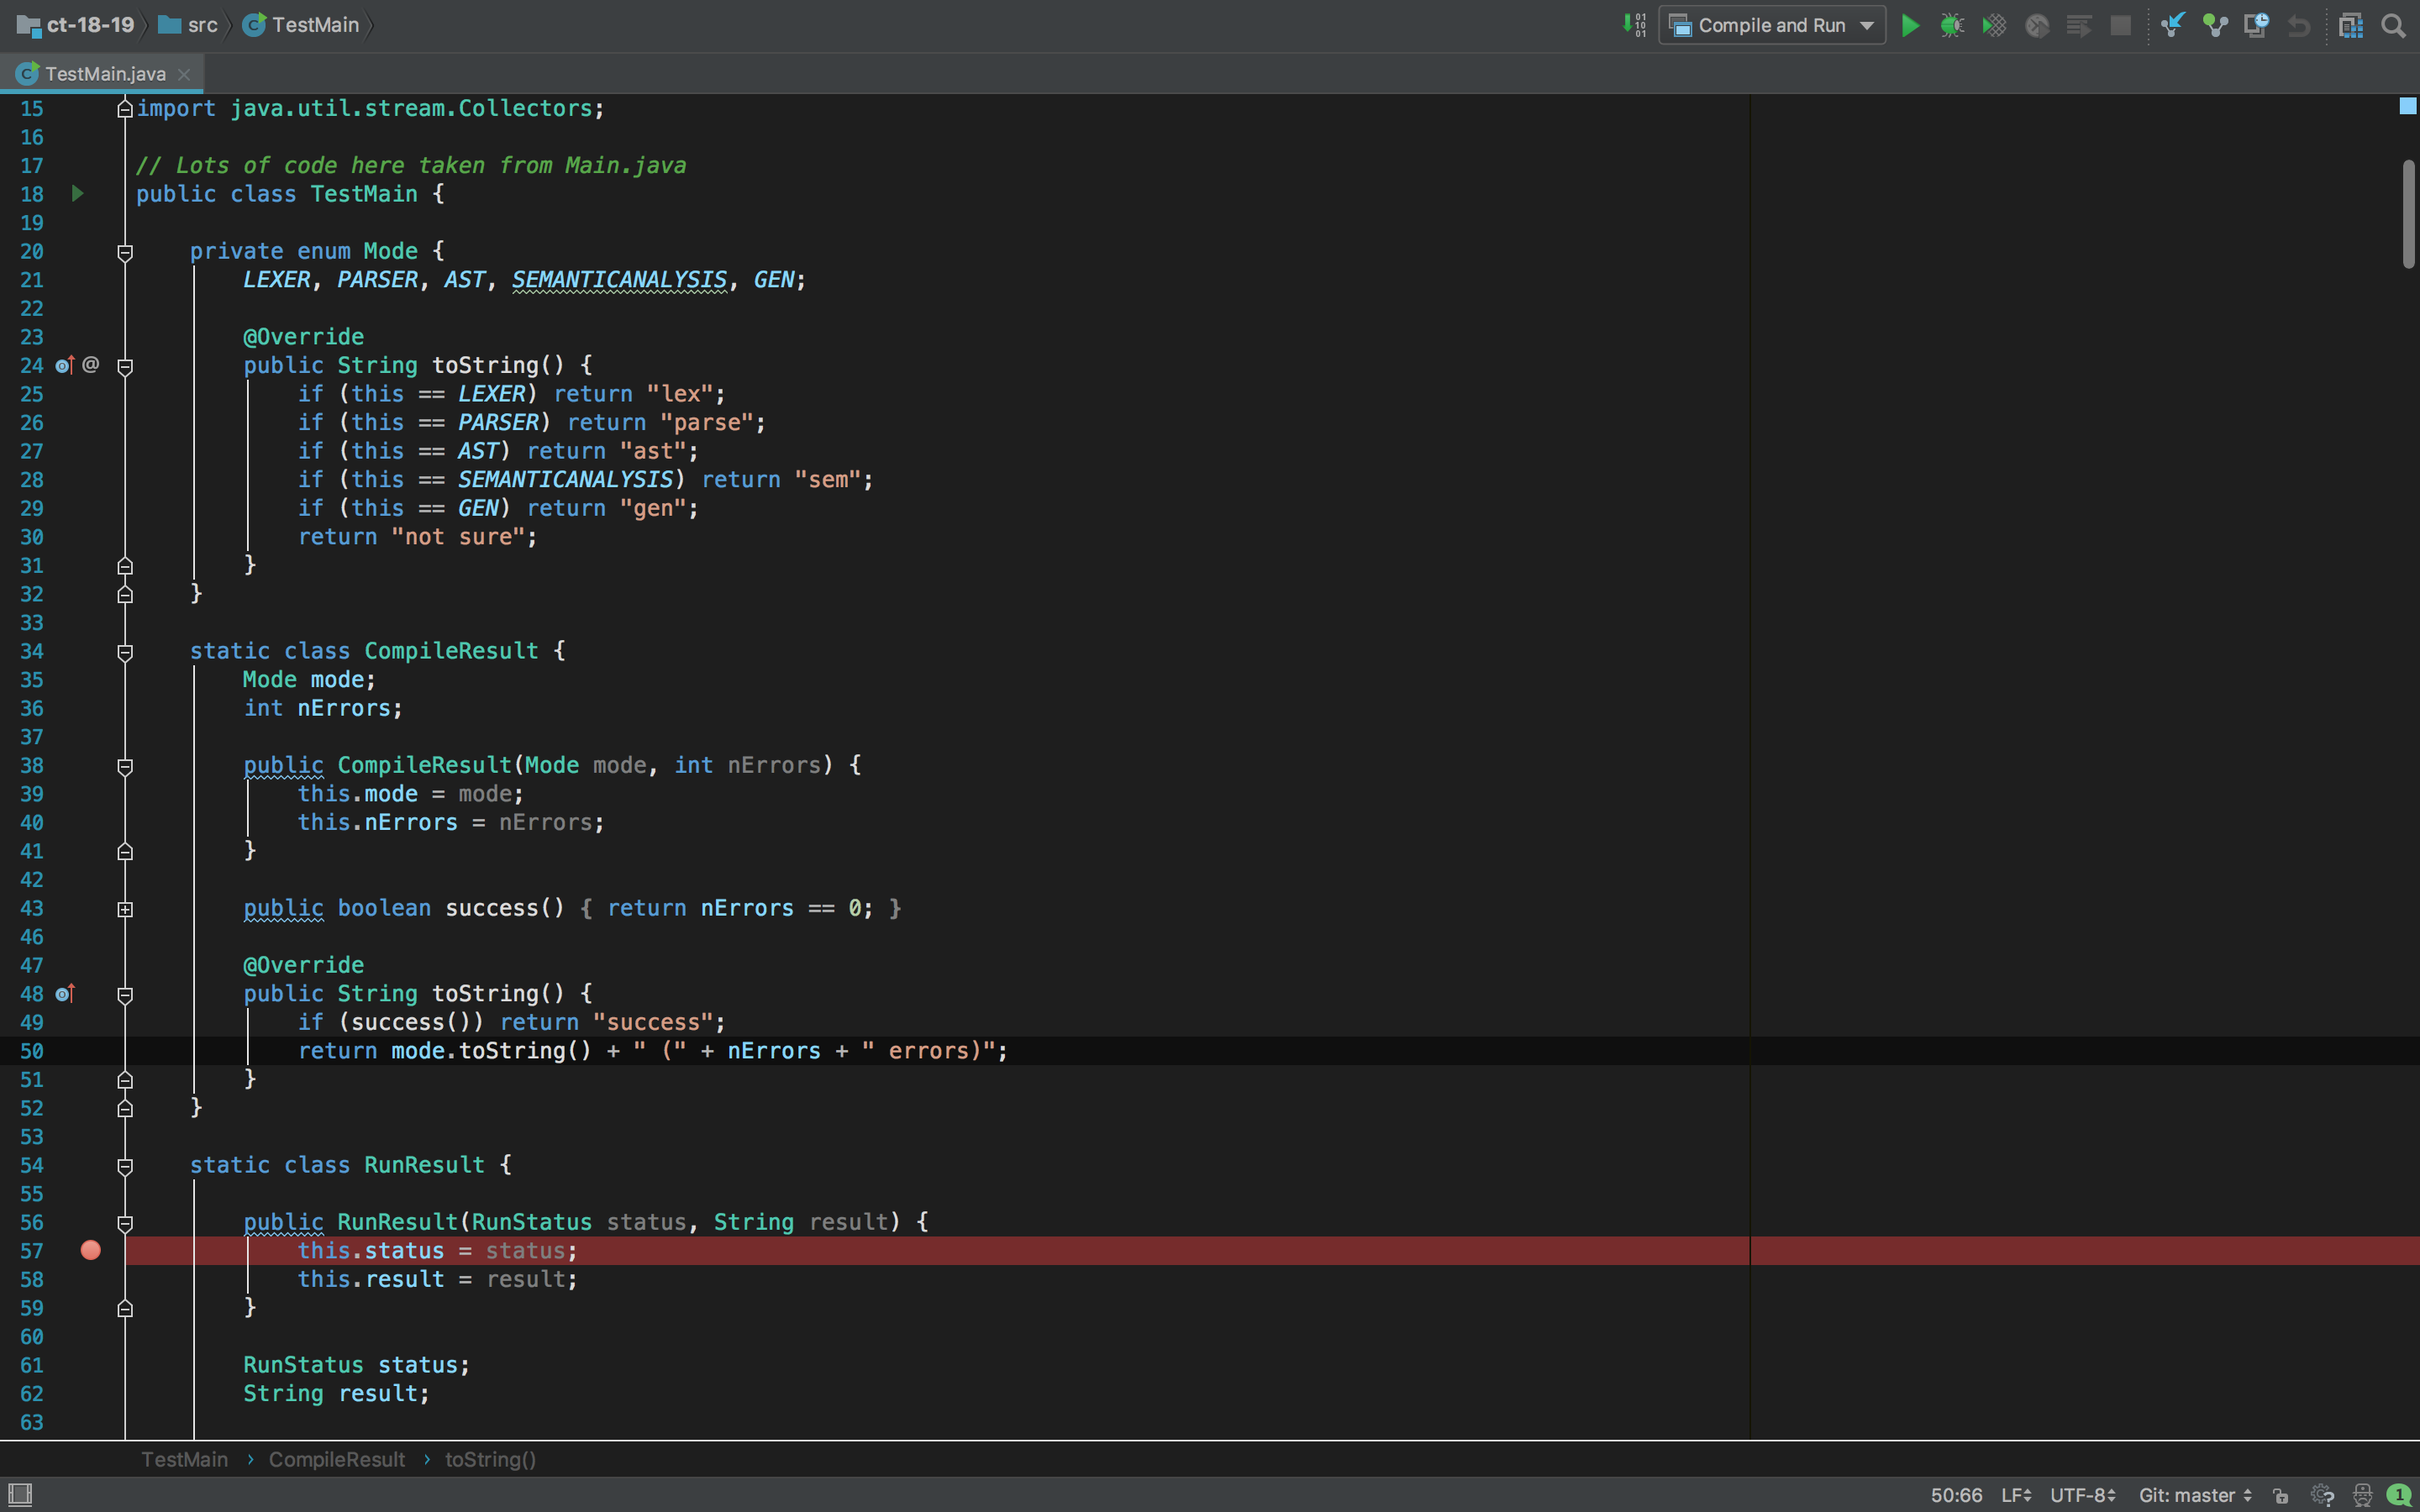 ct-18-19 src TestMain Compile and Run
TestMain.java
15 import java.util.stream.Collectors;
16
17 // Lots of code here taken from Main.java
18 public class TestMain {
19
20 private enum Mode {
21 LEXER, PARSER, AST, SEMANTICANALYSIS, GEN;
22
23 @Override
24 @ public String toString() {
25 if (this == LEXER) return "lex";
26 if (this == PARSER) return "parse";
27 if (this == AST) return "ast";
28 if (this == SEMANTICANALYSIS) return "sem";
29 if (this == GEN) return "gen";
30 return "not sure";
31 }
32 }
33
34 static class CompileResult {
35 Mode mode;
36 int nErrors;
37
38 public CompileResult(Mode mode, int nErrors) {
39 this.mode = mode;
40 this.nErrors = nErrors;
41 }
42
43 public boolean success() { return nErrors == 0; }
46
47 @Override
48 public String toString() {
49 if (success()) return "success";
50 return mode.toString() + " (" + nErrors + " errors)";
51 }
52 }
53
54 static class RunResult {
55
56 public RunResult(RunStatus status, String result) {
57 this.status = status;
58 this.result = result;
59 }
60
61 RunStatus status;
62 String result;
63
TestMain › CompileResult › toString()
50:66 LF UTF-8 Git: master 1